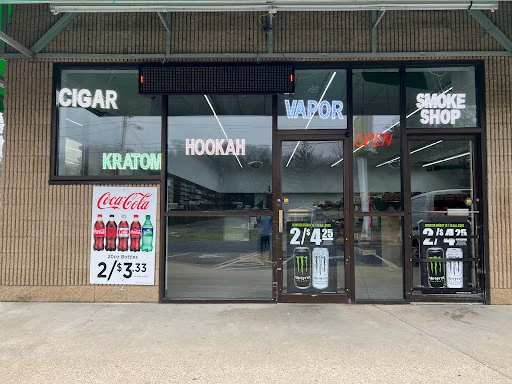 CIGAR
KRATOM
HOOKAH
VAPOR
OPEN
SMOKE
SHOP
Coca-Cola
20oz Bottles
2/$3.33
2/$4.25
2/$4.25